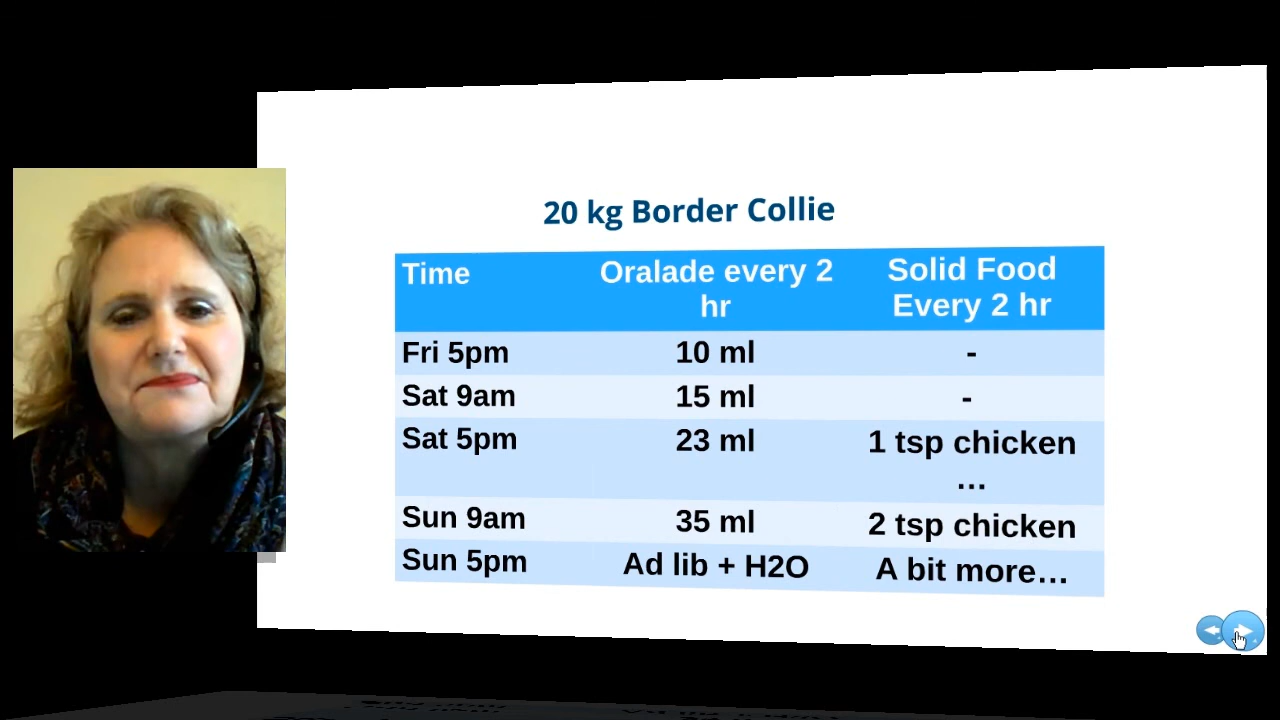 20 kg Border Collie
Time
Oralade every 2
hr
Solid Food
Every 2 hr
Fri 5pm
10 ml
-
Sat 9am
15 ml
-
Sat 5pm
23 ml
1 tsp chicken
…
Sun 9am
35 ml
2 tsp chicken
Sun 5pm
Ad lib + H2O
A bit more…